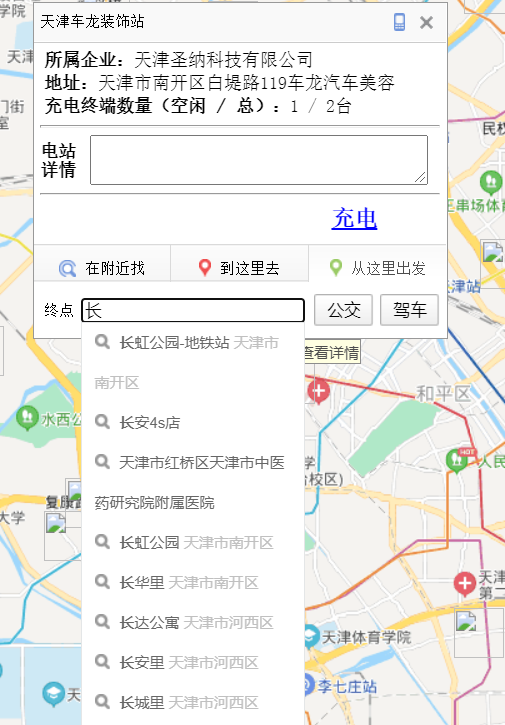 学院
天津车龙装饰站
所属企业：天津圣纳科技有限公司
天津
地址：天津市南开区白堤路119车龙汽车美容
充电终端数量（空闲 / 总）：1 / 2台
门街
室
民权
电站
详情
王串场体育
充电
在附近找
到这里去
从这里出发
津站
终点
长
公交
驾车
长虹公园-地铁站 天津市
南开区
查看详情
和平区
水西公
长安4s店
HOT
人民
天津市红桥区天津市中医
药研究院附属医院
学
校区)
复康路
大学
长虹公园 天津市南开区
长华里 天津市南开区
天津
第二
长达公寓 天津市河西区
天津体育学院
长安里 天津市河西区
李七庄站
天
长城里 天津市河西区